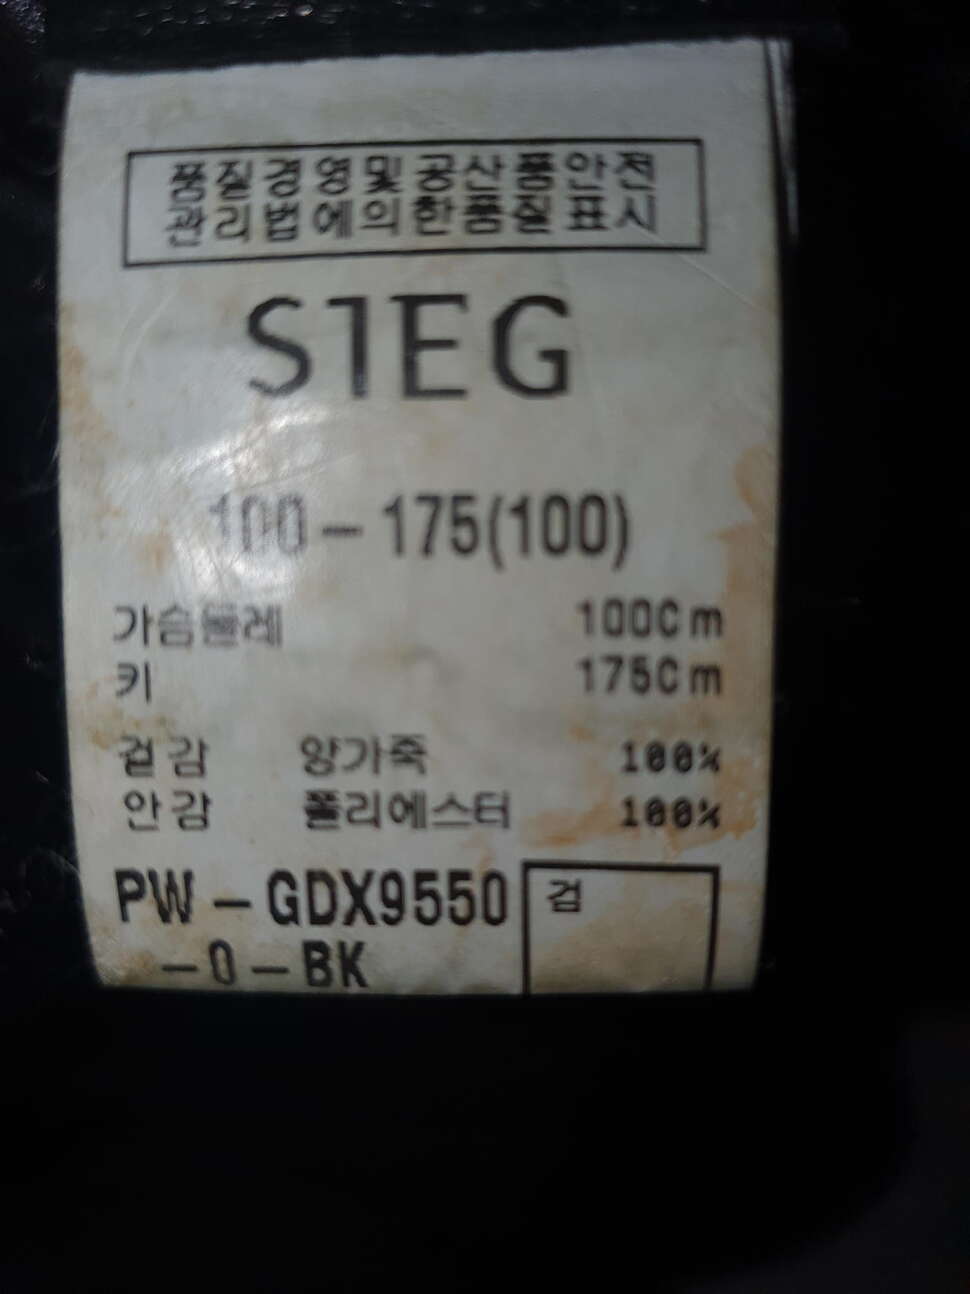 품질경영및공산품안전
관리법에의한품질표시
SIEG
100-175(100)
가슴둘레 100Cm
키 175Cm
겉감 양가죽 100%
안감 폴리에스터 100%
PW-GDX9550
-0-BK
검